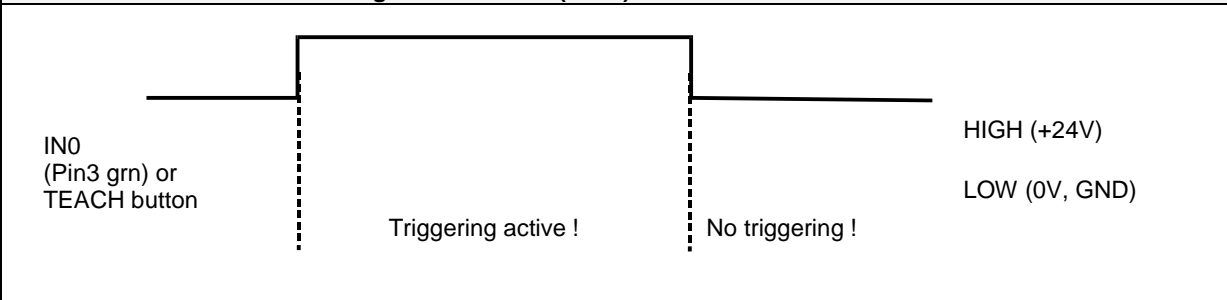 IN0
(Pin3 grn) or
TEACH button
Triggering active !
No triggering !
HIGH (+24V)
LOW (0V, GND)